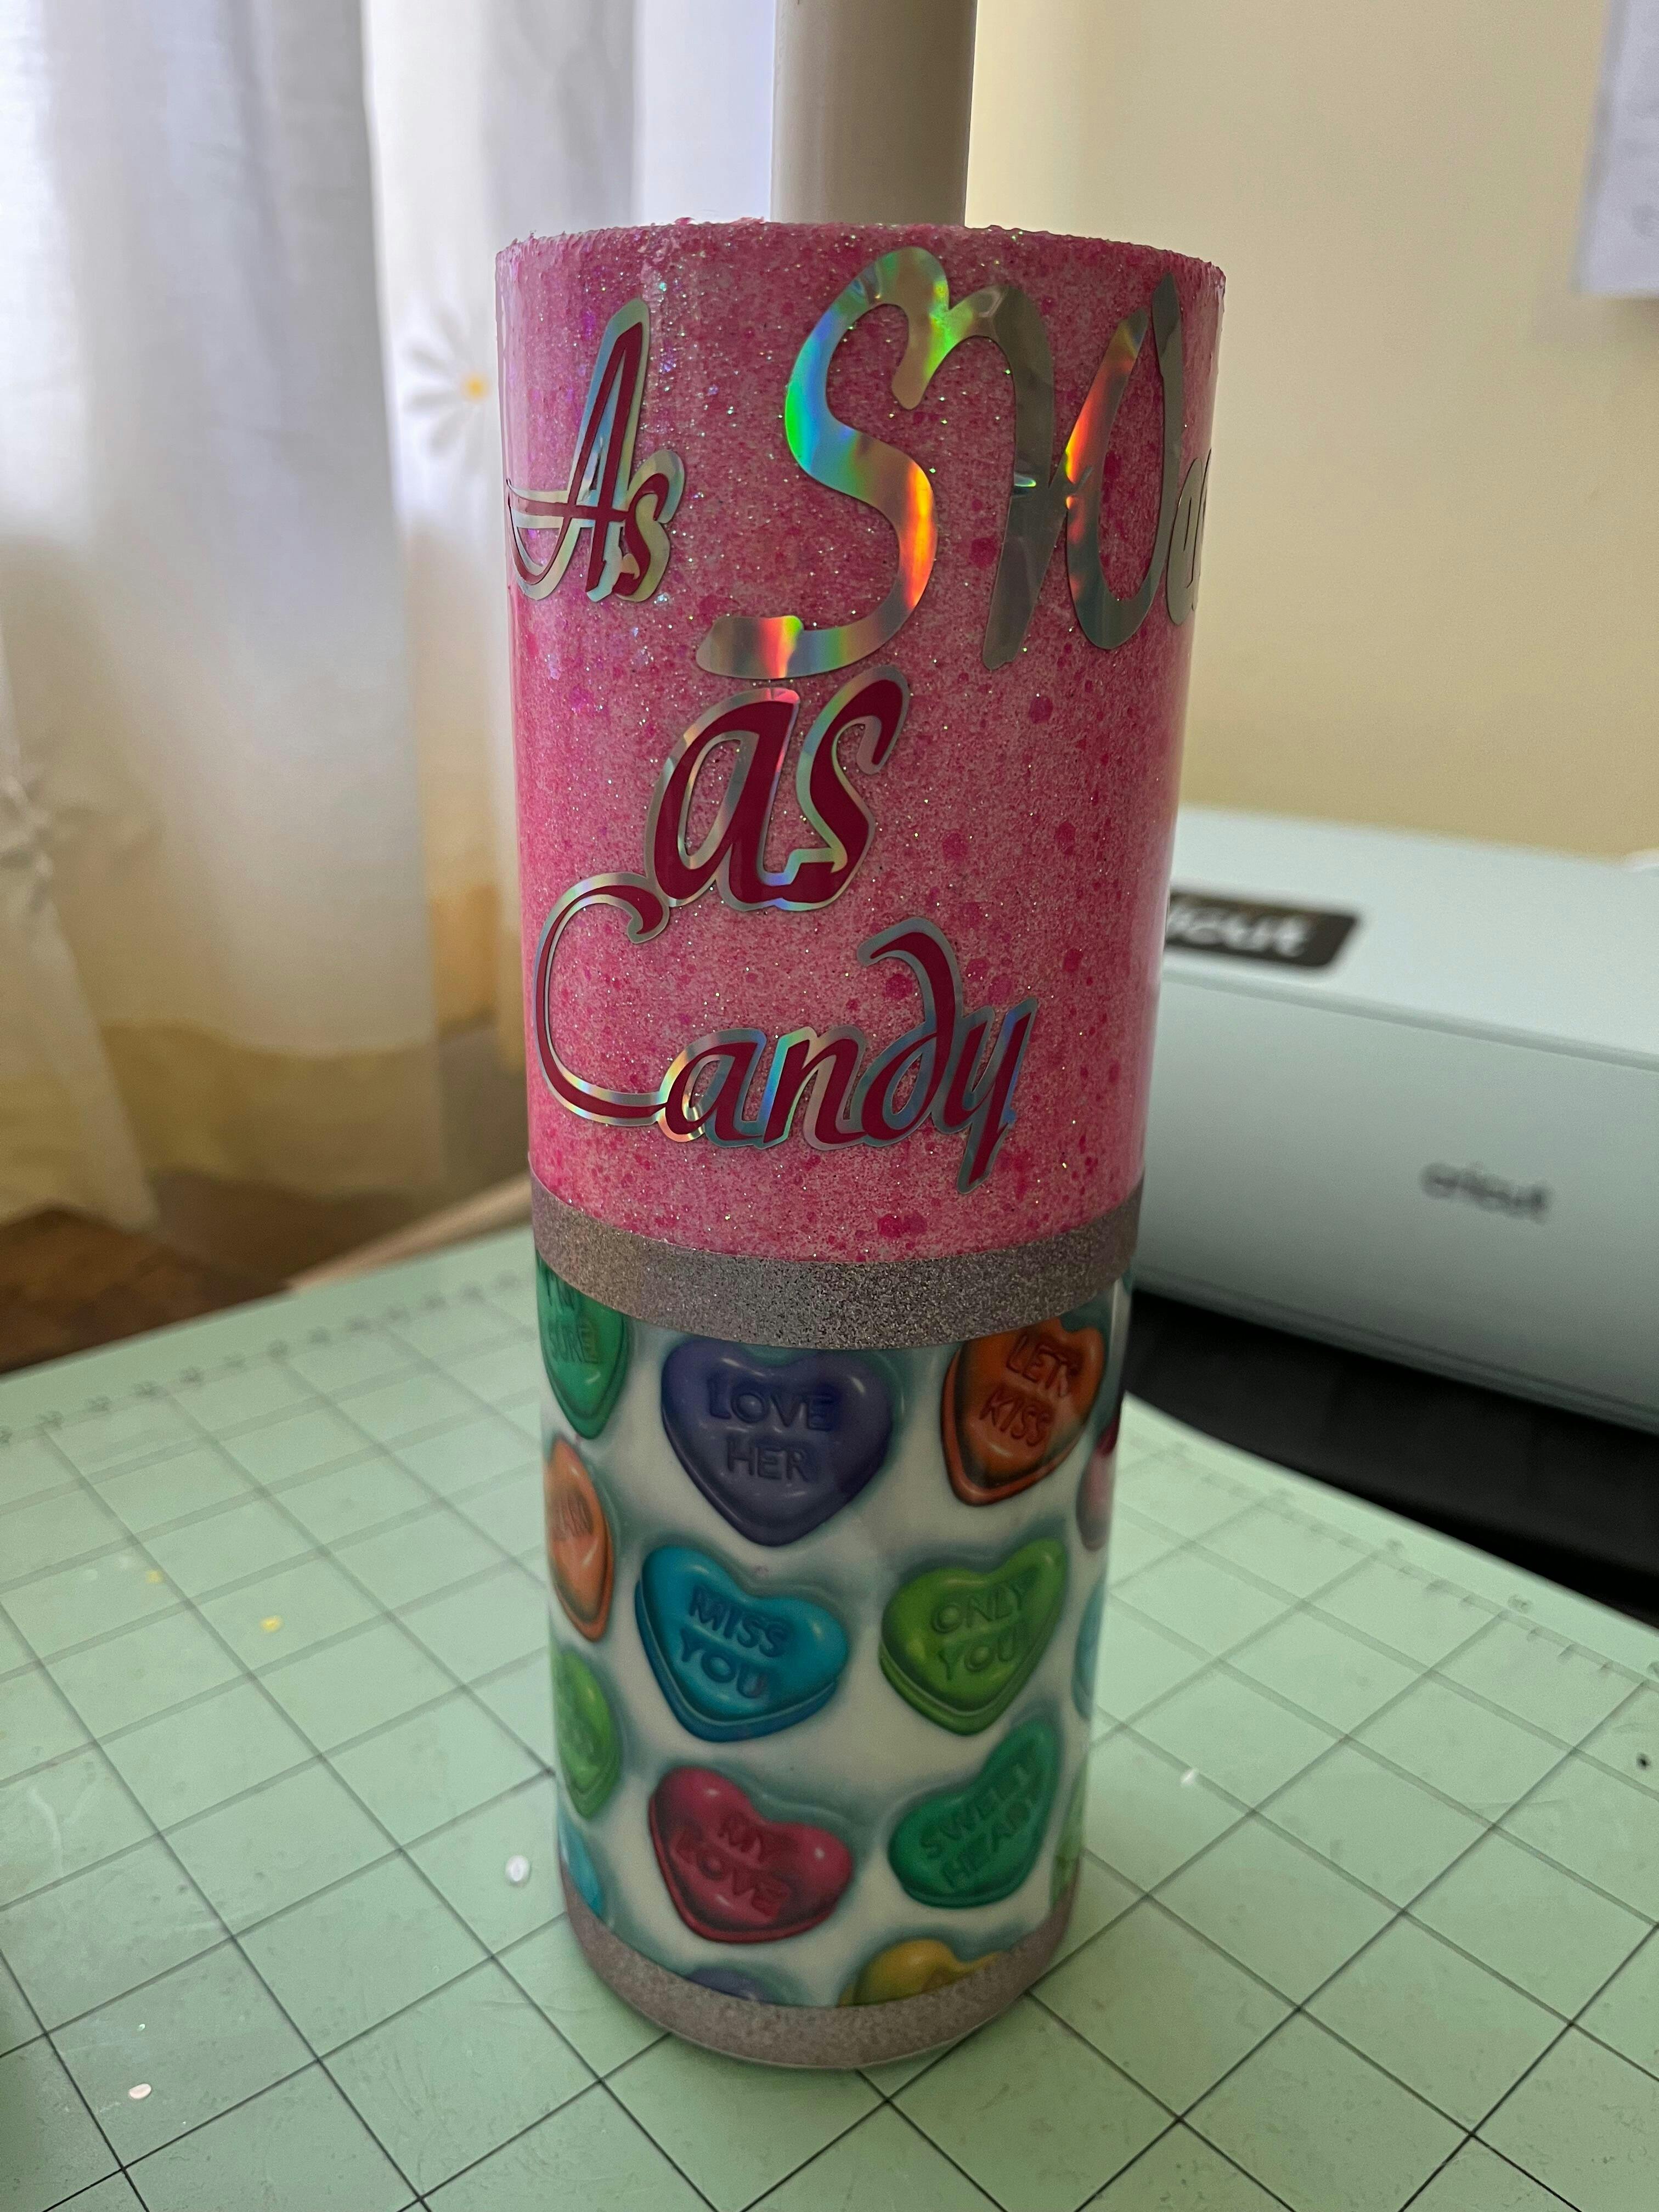 As
as
Candy
LOVE
HER
LETS
KISS
MISS
YOU
ONLY
YOU
MY
LOVE
SWEET
HEART
cricut